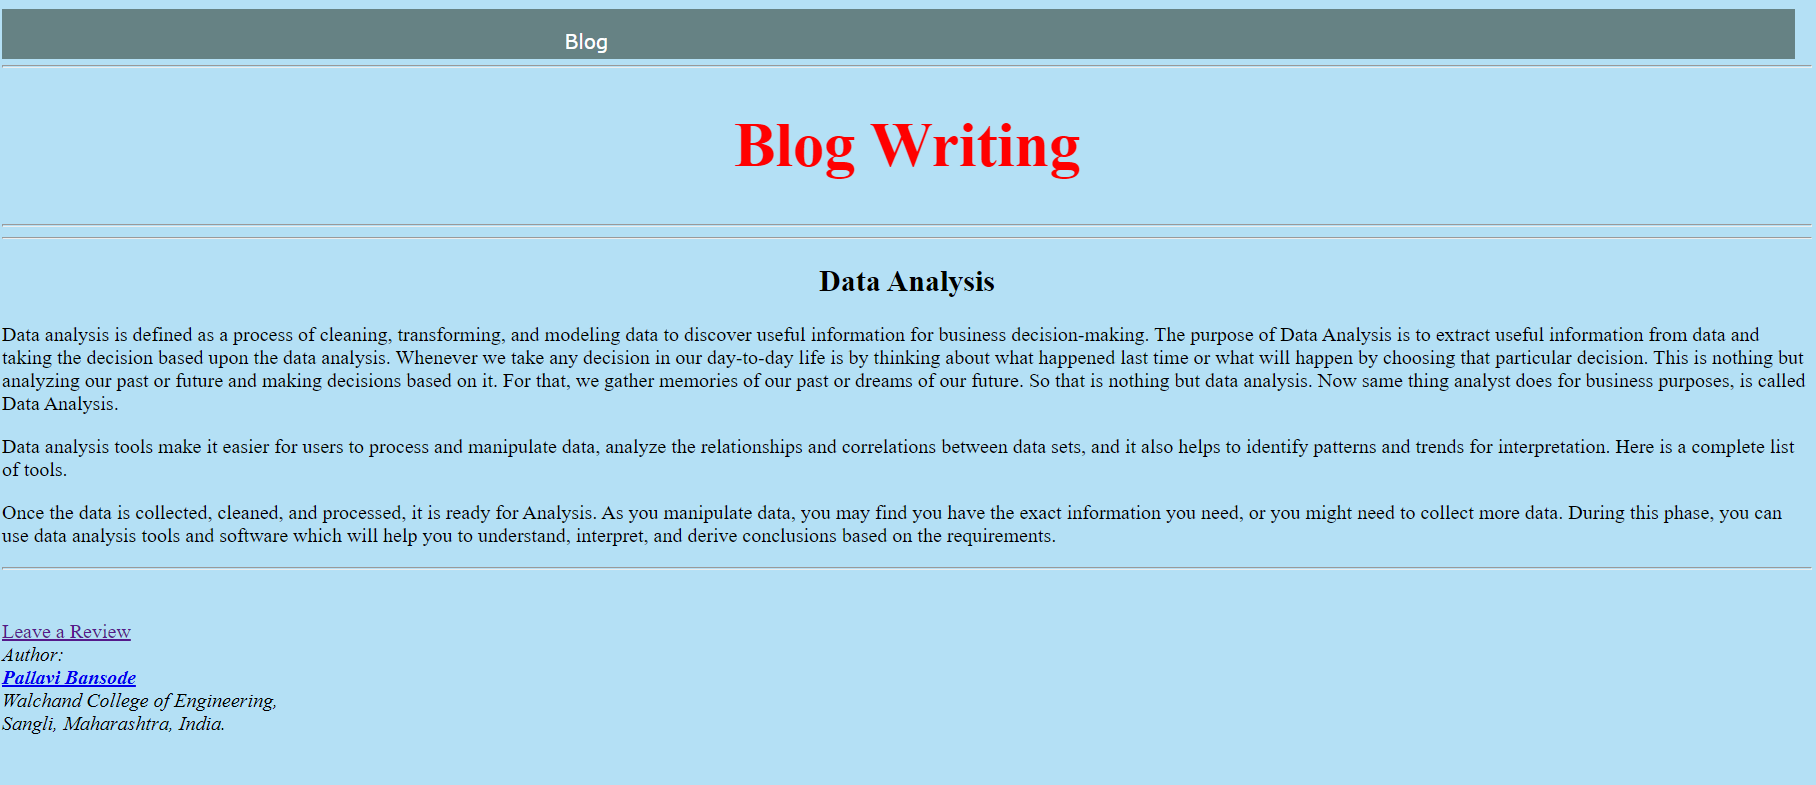 Blog
Blog Writing
Data Analysis
Data analysis is defined as a process of cleaning, transforming, and modeling data to discover useful information for business decision-making. The purpose of Data Analysis is to extract useful information from data and
taking the decision based upon the data analysis. Whenever we take any decision in our day-to-day life is by thinking about what happened last time or what will happen by choosing that particular decision. This is nothing but
analyzing our past or future and making decisions based on it. For that, we gather memories of our past or dreams of our future. So that is nothing but data analysis. Now same thing analyst does for business purposes, is called
Data Analysis.
Data analysis tools make it easier for users to process and manipulate data, analyze the relationships and correlations between data sets, and it also helps to identify patterns and trends for interpretation. Here is a complete list
of tools.
Once the data is collected, cleaned, and processed, it is ready for Analysis. As you manipulate data, you may find you have the exact information you need, or you might need to collect more data. During this phase, you can
use data analysis tools and software which will help you to understand, interpret, and derive conclusions based on the requirements.
Leave a Review
Author:
Pallavi Bansode
Walchand College of Engineering,
Sangli, Maharashtra, India.